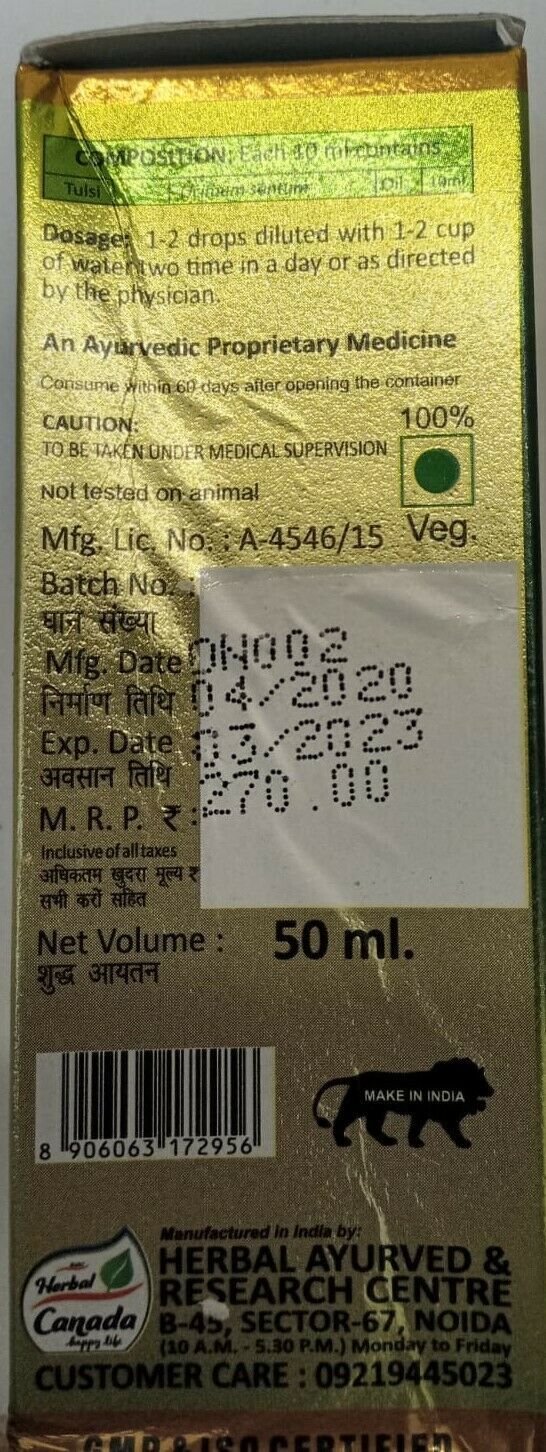 COMPOSITION: Each 10 ml contains
Tulsi Ocimum Oil 10ml
Dosage: 1-2 drops diluted with 1-2 cup
of water two time in a day or as directed
by the physician.
An Ayurvedic Proprietary Medicine
Consume within 60 days after opening the container
CAUTION:
TO BE TAKEN UNDER MEDICAL SUPERVISION
100%
Not tested on animal
Veg.
Mfg. Lic. No. : A-4546/15
Batch No. :
घान संख्या
0N002
Mfg. Date
निर्माण तिथि
04/2020
Exp. Date
अवसान तिथि
03/2023
M. R. P. ₹ :
270.00
Inclusive of all taxes
अधिकतम खुदरा मूल्य ₹
सभी करों सहित
Net Volume : 50 ml.
शुद्ध आयतन
8 906063 172956
MAKE IN INDIA
Herbal
Canada
happy life
Manufactured in India by:
HERBAL AYURVED &
RESEARCH CENTRE
B-45, SECTOR-67, NOIDA
(10 A.M. - 5.30 P.M.) Monday to Friday
CUSTOMER CARE : 09219445023
GMP & ISO CERTIFIED